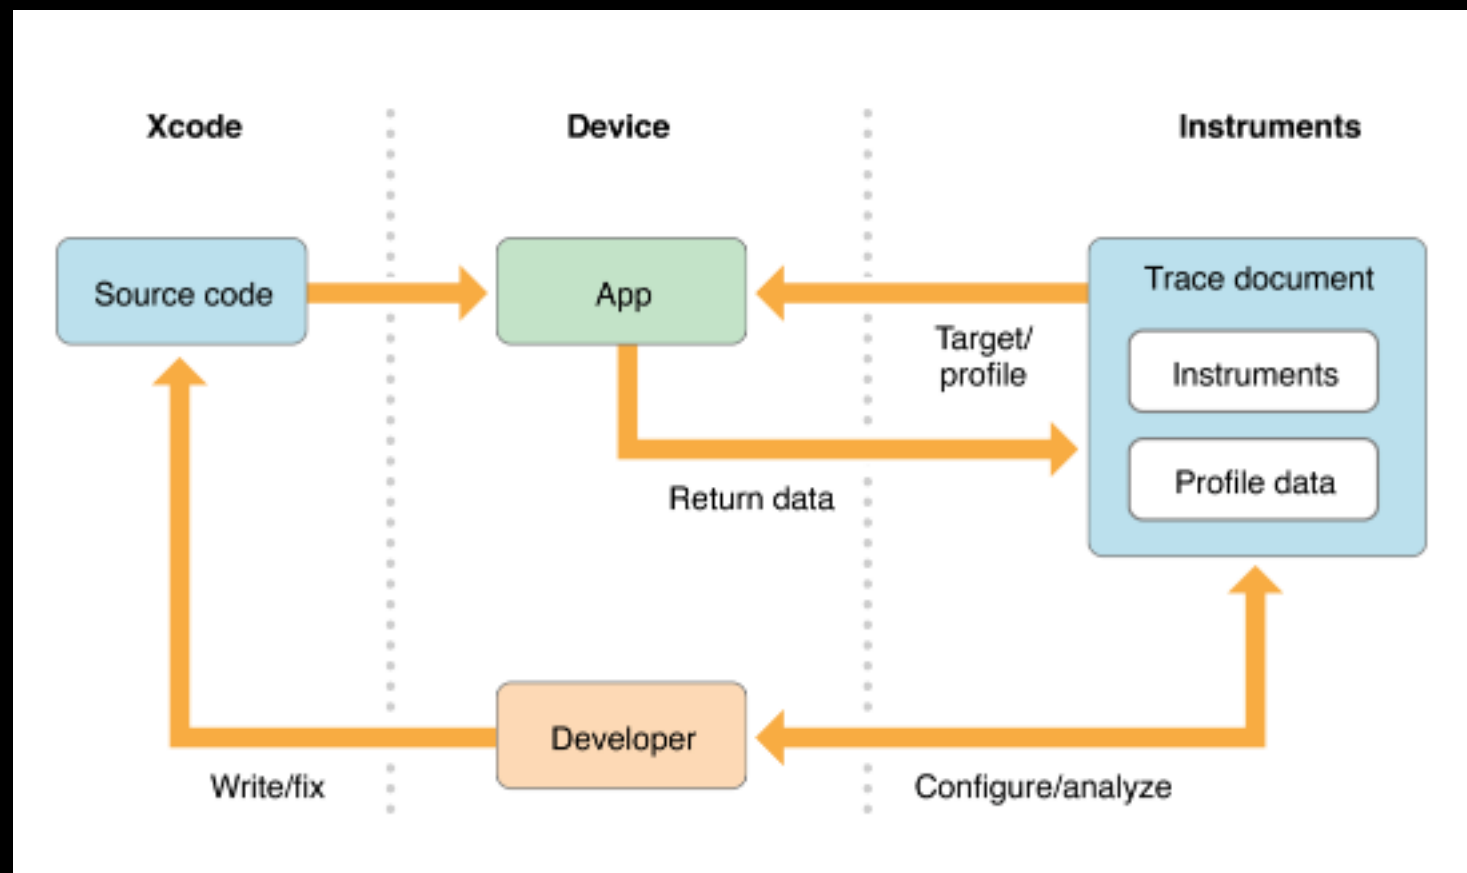 Xcode
Device
Instruments
Source code
App
Trace document
Target/
profile
Instruments
Profile data
Return data
Developer
Write/fix
Configure/analyze